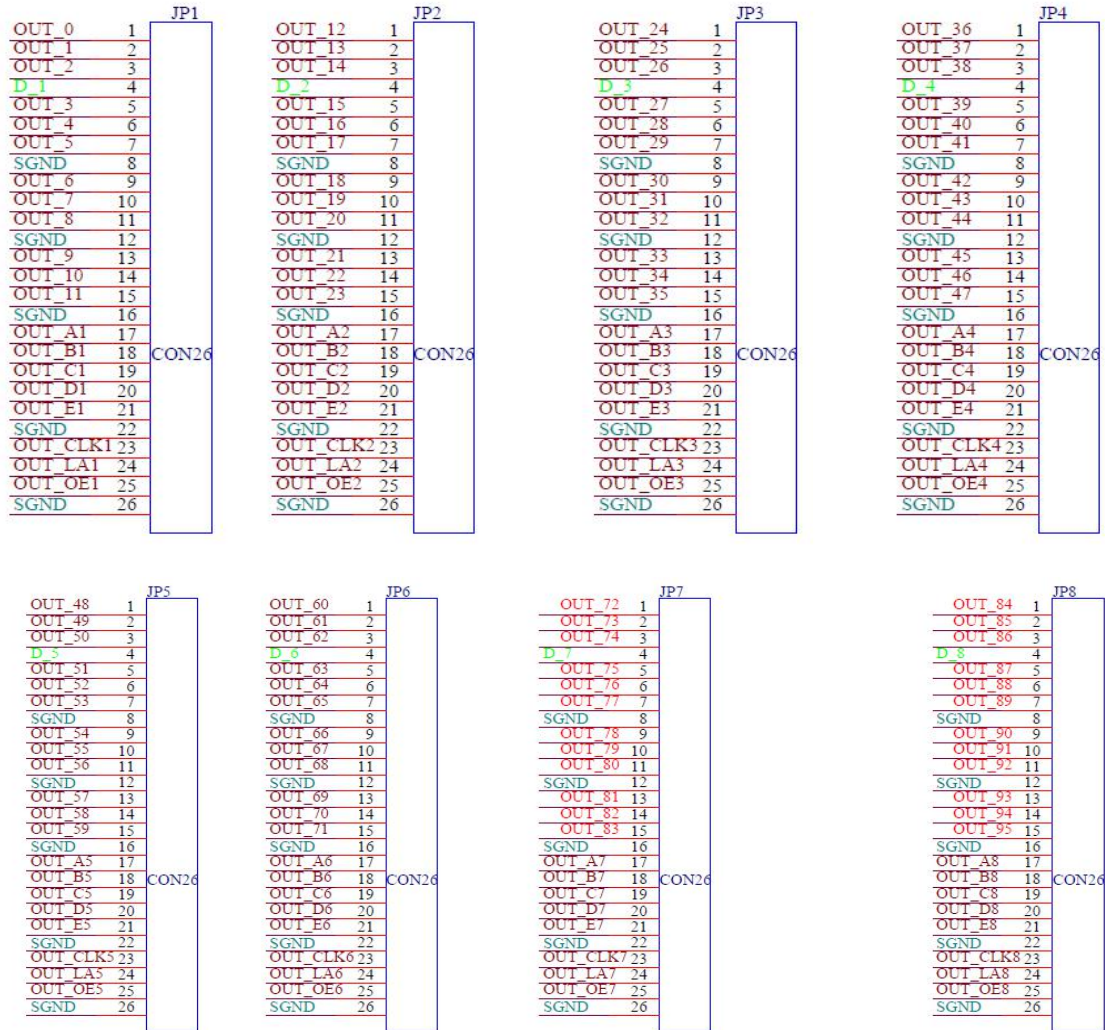 JP1 JP2 JP3 JP4
OUT_0 1 OUT_12 1 OUT_24 1 OUT_36 1
OUT_1 2 OUT_13 2 OUT_25 2 OUT_37 2
OUT_2 3 OUT_14 3 OUT_26 3 OUT_38 3
D_1 4 D_2 4 D_3 4 D_4 4
OUT_3 5 OUT_15 5 OUT_27 5 OUT_39 5
OUT_4 6 OUT_16 6 OUT_28 6 OUT_40 6
OUT_5 7 OUT_17 7 OUT_29 7 OUT_41 7
SGND 8 SGND 8 SGND 8 SGND 8
OUT_6 9 OUT_18 9 OUT_30 9 OUT_42 9
OUT_7 10 OUT_19 10 OUT_31 10 OUT_43 10
OUT_8 11 OUT_20 11 OUT_32 11 OUT_44 11
SGND 12 SGND 12 SGND 12 SGND 12
OUT_9 13 OUT_21 13 OUT_33 13 OUT_45 13
OUT_10 14 OUT_22 14 OUT_34 14 OUT_46 14
OUT_11 15 OUT_23 15 OUT_35 15 OUT_47 15
SGND 16 SGND 16 SGND 16 SGND 16
OUT_A1 17 OUT_A2 17 OUT_A3 17 OUT_A4 17
OUT_B1 18 CON26 OUT_B2 18 CON26 OUT_B3 18 CON26 OUT_B4 18 CON26
OUT_C1 19 OUT_C2 19 OUT_C3 19 OUT_C4 19
OUT_D1 20 OUT_D2 20 OUT_D3 20 OUT_D4 20
OUT_E1 21 OUT_E2 21 OUT_E3 21 OUT_E4 21
SGND 22 SGND 22 SGND 22 SGND 22
OUT_CLK1 23 OUT_CLK2 23 OUT_CLK3 23 OUT_CLK4 23
OUT_LA1 24 OUT_LA2 24 OUT_LA3 24 OUT_LA4 24
OUT_OE1 25 OUT_OE2 25 OUT_OE3 25 OUT_OE4 25
SGND 26 SGND 26 SGND 26 SGND 26
JP5 JP6 JP7 JP8
OUT_48 1 OUT_60 1 OUT_72 1 OUT_84 1
OUT_49 2 OUT_61 2 OUT_73 2 OUT_85 2
OUT_50 3 OUT_62 3 OUT_74 3 OUT_86 3
D_5 4 D_6 4 D_7 4 D_8 4
OUT_51 5 OUT_63 5 OUT_75 5 OUT_87 5
OUT_52 6 OUT_64 6 OUT_76 6 OUT_88 6
OUT_53 7 OUT_65 7 OUT_77 7 OUT_89 7
SGND 8 SGND 8 SGND 8 SGND 8
OUT_54 9 OUT_66 9 OUT_78 9 OUT_90 9
OUT_55 10 OUT_67 10 OUT_79 10 OUT_91 10
OUT_56 11 OUT_68 11 OUT_80 11 OUT_92 11
SGND 12 SGND 12 SGND 12 SGND 12
OUT_57 13 OUT_69 13 OUT_81 13 OUT_93 13
OUT_58 14 OUT_70 14 OUT_82 14 OUT_94 14
OUT_59 15 OUT_71 15 OUT_83 15 OUT_95 15
SGND 16 SGND 16 SGND 16 SGND 16
OUT_A5 17 OUT_A6 17 OUT_A7 17 OUT_A8 17
OUT_B5 18 CON26 OUT_B6 18 CON26 OUT_B7 18 CON26 OUT_B8 18 CON26
OUT_C5 19 OUT_C6 19 OUT_C7 19 OUT_C8 19
OUT_D5 20 OUT_D6 20 OUT_D7 20 OUT_D8 20
OUT_E5 21 OUT_E6 21 OUT_E7 21 OUT_E8 21
SGND 22 SGND 22 SGND 22 SGND 22
OUT_CLK5 23 OUT_CLK6 23 OUT_CLK7 23 OUT_CLK8 23
OUT_LA5 24 OUT_LA6 24 OUT_LA7 24 OUT_LA8 24
OUT_OE5 25 OUT_OE6 25 OUT_OE7 25 OUT_OE8 25
SGND 26 SGND 26 SGND 26 SGND 26